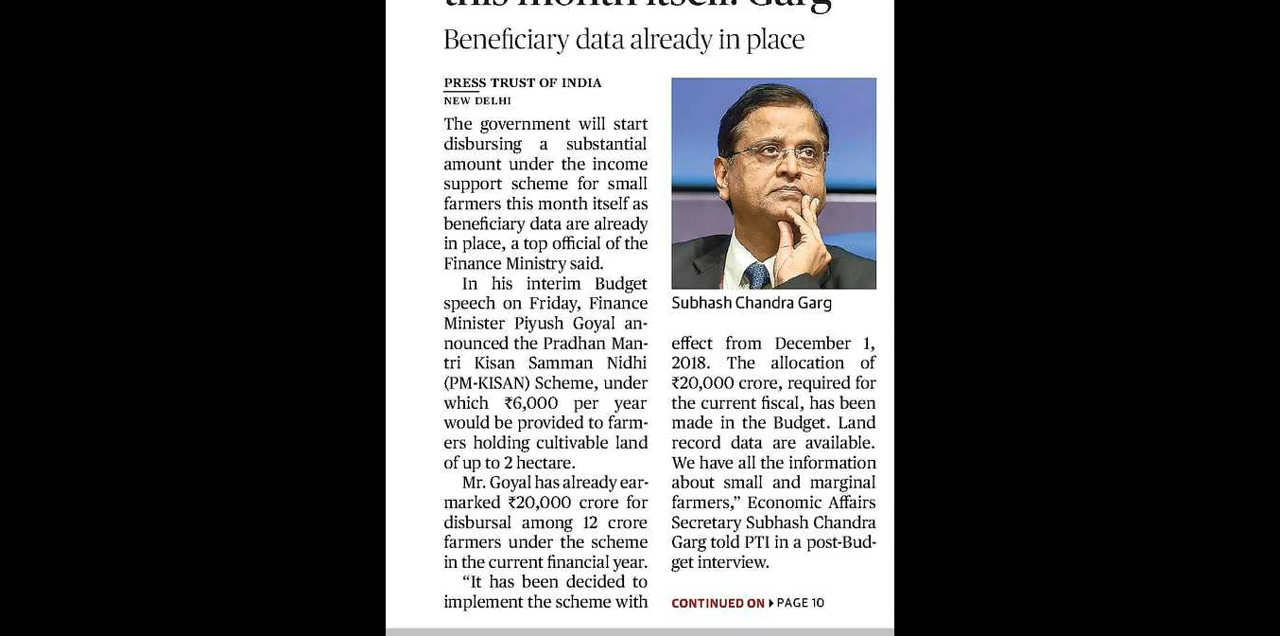 this month itself: Garg
Beneficiary data already in place
PRESS TRUST OF INDIA
NEW DELHI
The government will start
disbursing a substantial
amount under the income
support scheme for small
farmers this month itself as
beneficiary data are already
in place, a top official of the
Finance Ministry said.
In his interim Budget
speech on Friday, Finance
Minister Piyush Goyal an-
nounced the Pradhan Man-
tri Kisan Samman Nidhi
(PM-KISAN) Scheme, under
which ₹6,000 per year
would be provided to farm-
ers holding cultivable land
of up to 2 hectare.
Mr. Goyal has already ear-
marked ₹20,000 crore for
disbursal among 12 crore
farmers under the scheme
in the current financial year.
“It has been decided to
implement the scheme with
Subhash Chandra Garg
effect from December 1,
2018. The allocation of
₹20,000 crore, required for
the current fiscal, has been
made in the Budget. Land
record data are available.
We have all the information
about small and marginal
farmers,” Economic Affairs
Secretary Subhash Chandra
Garg told PTI in a post-Bud-
get interview.
CONTINUED ON ▸ PAGE 10